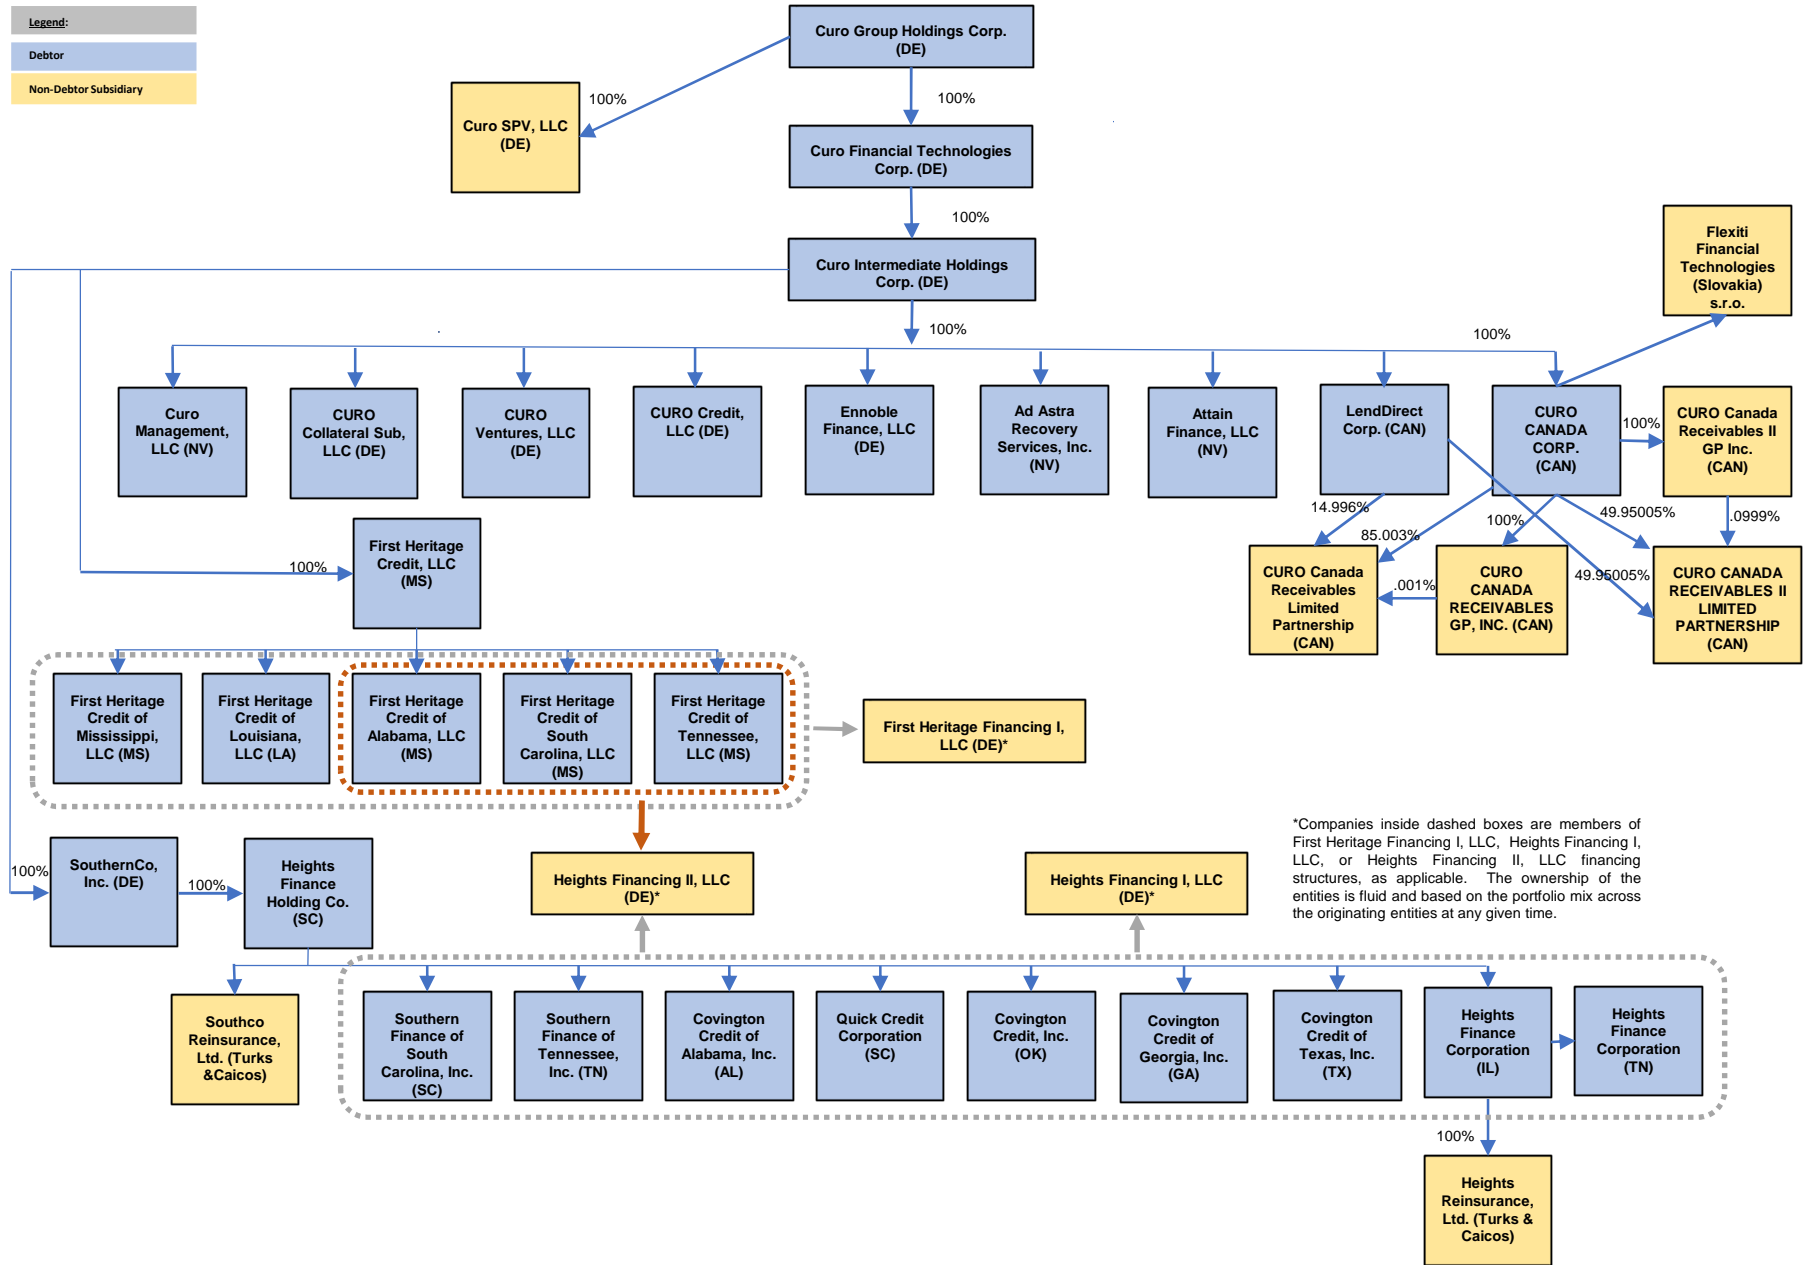 Legend:
Debtor
Non-Debtor Subsidiary
Curo Group Holdings Corp.
(DE)
100%
100%
Curo SPV, LLC
(DE)
Curo Financial Technologies
Corp. (DE)
100%
Curo Intermediate Holdings
Corp. (DE)
100%
100%
Flexiti
Financial
Technologies
(Slovakia)
s.r.o.
Curo
Management,
LLC (NV)
CURO
Collateral Sub,
LLC (DE)
CURO
Ventures, LLC
(DE)
CURO Credit,
LLC (DE)
Ennoble
Finance, LLC
(DE)
Ad Astra
Recovery
Services, Inc.
(NV)
Attain
Finance, LLC
(NV)
LendDirect
Corp. (CAN)
CURO
CANADA
CORP.
(CAN)
100%
CURO Canada
Receivables II
GP Inc.
(CAN)
14.996%
85.003%
100%
49.95005%
.0999%
49.95005%
.001%
CURO Canada
Receivables
Limited
Partnership
(CAN)
CURO
CANADA
RECEIVABLES
GP, INC. (CAN)
CURO CANADA
RECEIVABLES II
LIMITED
PARTNERSHIP
(CAN)
100%
First Heritage
Credit, LLC
(MS)
First Heritage
Credit of
Mississippi,
LLC (MS)
First Heritage
Credit of
Louisiana,
LLC (LA)
First Heritage
Credit of
Alabama, LLC
(MS)
First Heritage
Credit of
South
Carolina, LLC
(MS)
First Heritage
Credit of
Tennessee,
LLC (MS)
First Heritage Financing I,
LLC (DE)*
*Companies inside dashed boxes are members of
First Heritage Financing I, LLC, Heights Financing I,
LLC, or Heights Financing II, LLC financing
structures, as applicable. The ownership of the
entities is fluid and based on the portfolio mix across
the originating entities at any given time.
100%
SouthernCo,
Inc. (DE)
100%
Heights
Finance
Holding Co.
(SC)
Heights Financing II, LLC
(DE)*
Heights Financing I, LLC
(DE)*
Southco
Reinsurance,
Ltd. (Turks
&Caicos)
Southern
Finance of
South
Carolina, Inc.
(SC)
Southern
Finance of
Tennessee,
Inc. (TN)
Covington
Credit of
Alabama, Inc.
(AL)
Quick Credit
Corporation
(SC)
Covington
Credit, Inc.
(OK)
Covington
Credit of
Georgia, Inc.
(GA)
Covington
Credit of
Texas, Inc.
(TX)
Heights
Finance
Corporation
(IL)
Heights
Finance
Corporation
(TN)
100%
Heights
Reinsurance,
Ltd. (Turks &
Caicos)